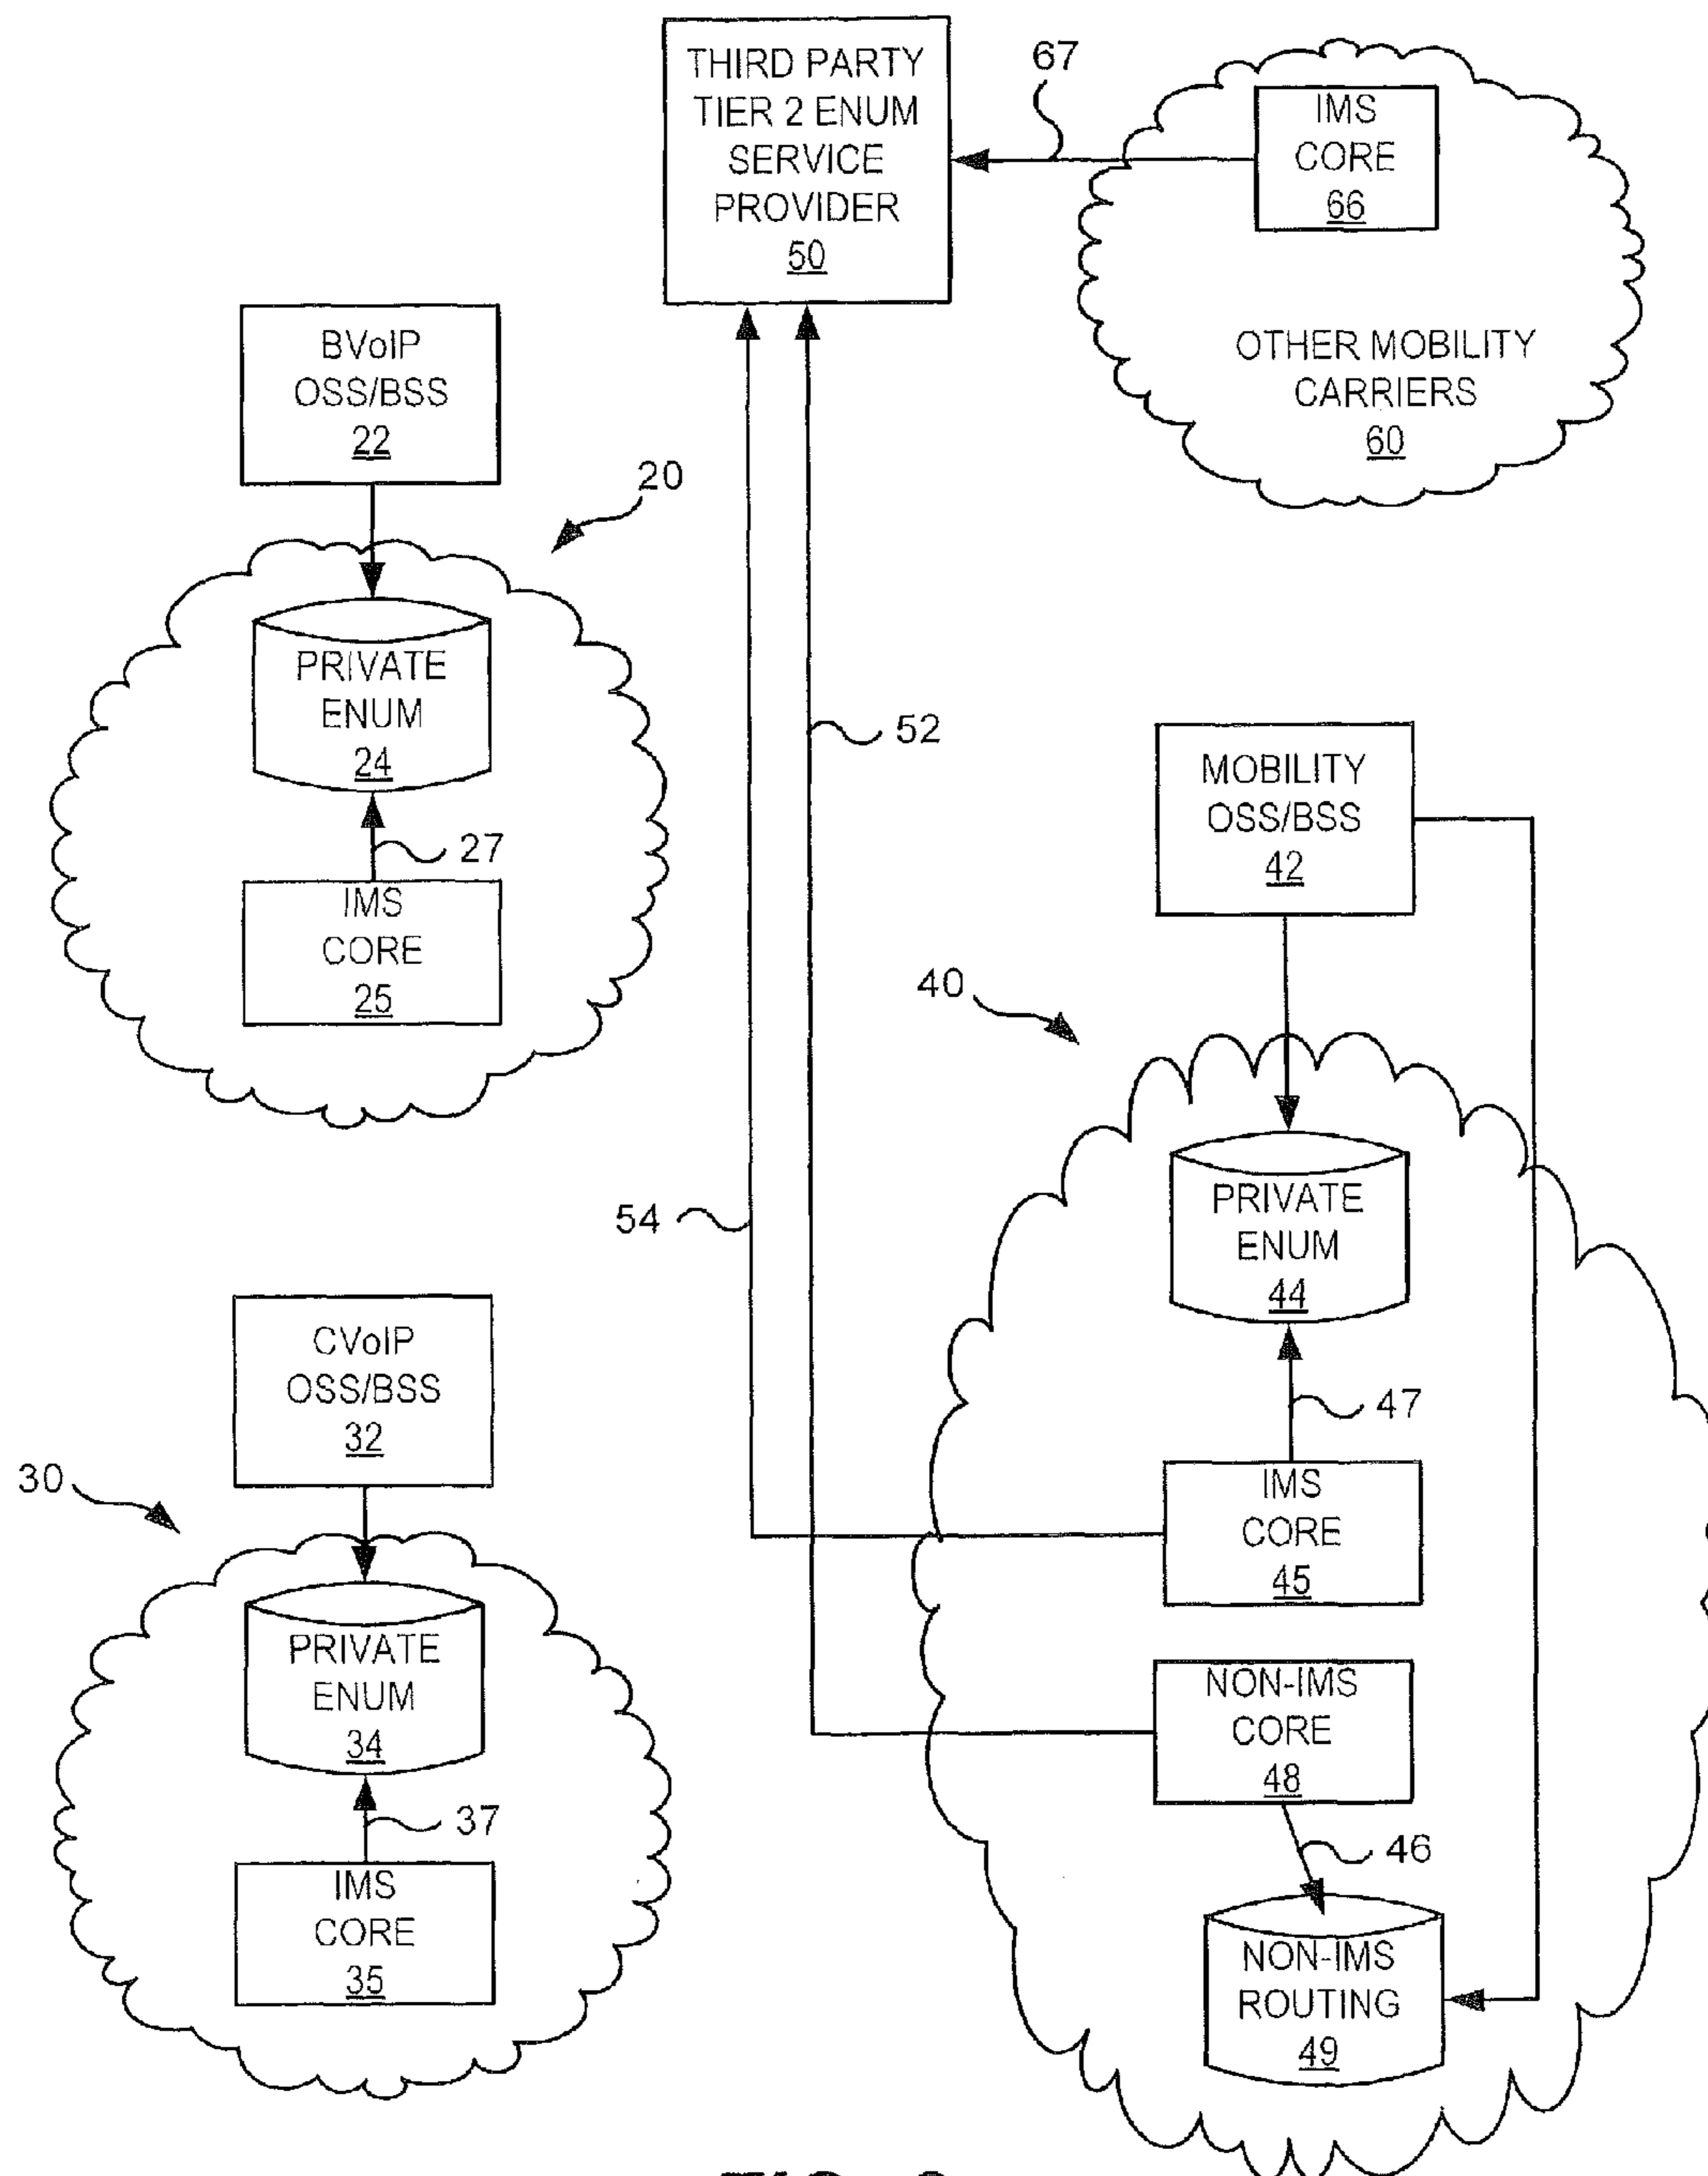 THIRD PARTY
TIER 2 ENUM
SERVICE
PROVIDER
50
67
IMS
CORE
66
OTHER MOBILITY
CARRIERS
60
BVoIP
OSS/BSS
22
20
PRIVATE
ENUM
24
27
IMS
CORE
25
52
54
MOBILITY
OSS/BSS
42
40
PRIVATE
ENUM
44
47
IMS
CORE
45
NON-IMS
CORE
48
46
NON-IMS
ROUTING
49
CVoIP
OSS/BSS
32
30
PRIVATE
ENUM
34
37
IMS
CORE
35